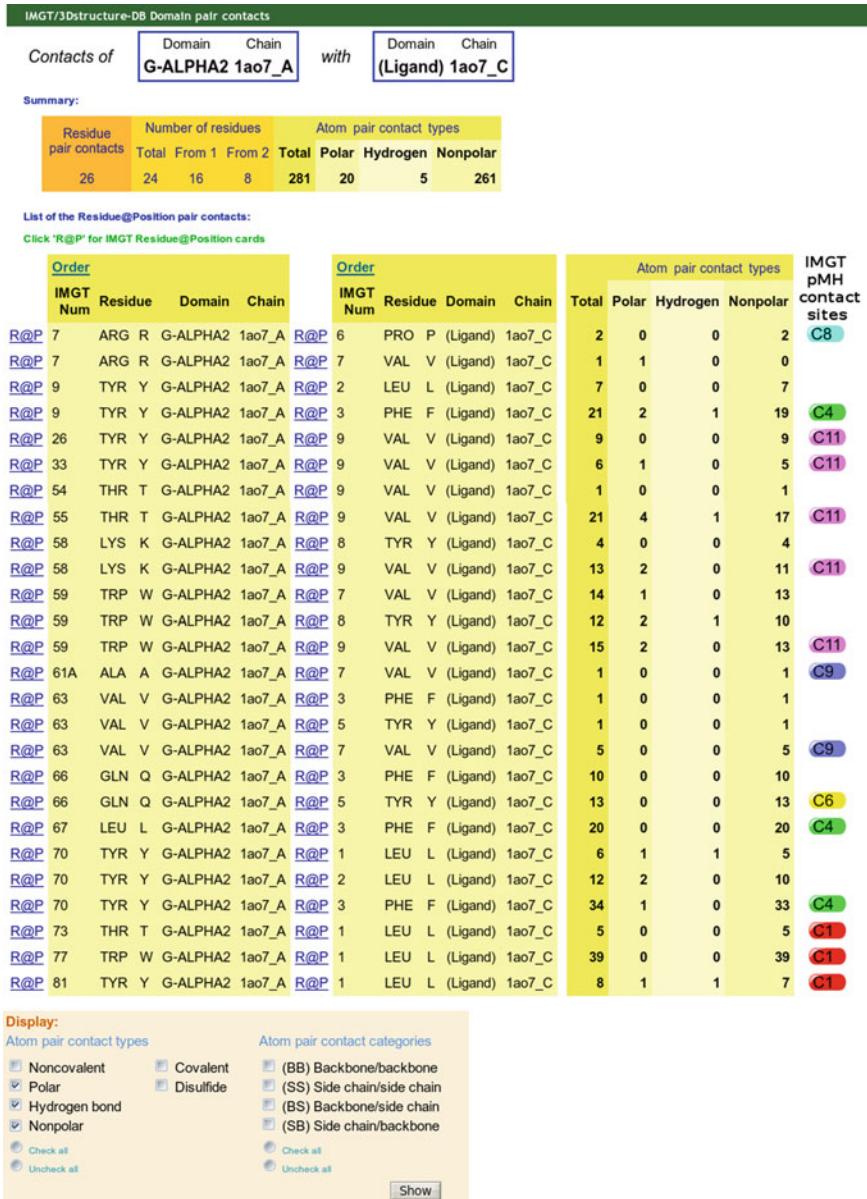 IMGT/3Dstructure-DB Domain pair contacts
Contacts of Domain Chain G-ALPHA2 1ao7_A with Domain Chain (Ligand) 1ao7_C
Summary:
Residue pair contacts Number of residues Atom pair contact types
Total From 1 From 2 Total Polar Hydrogen Nonpolar
26 24 16 8 281 20 5 261
List of the Residue@Position pair contacts:
Click 'R@P' for IMGT Residue@Position cards
Order Order Atom pair contact types IMGT pMH contact sites
IMGT Num Residue Domain Chain IMGT Num Residue Domain Chain Total Polar Hydrogen Nonpolar
R@P 7 ARG R G-ALPHA2 1ao7_A R@P 6 PRO P (Ligand) 1ao7_C 2 0 0 2 C8
R@P 7 ARG R G-ALPHA2 1ao7_A R@P 7 VAL V (Ligand) 1ao7_C 1 1 0 0
R@P 9 TYR Y G-ALPHA2 1ao7_A R@P 2 LEU L (Ligand) 1ao7_C 7 0 0 7
R@P 9 TYR Y G-ALPHA2 1ao7_A R@P 3 PHE F (Ligand) 1ao7_C 21 2 1 19 C4
R@P 26 TYR Y G-ALPHA2 1ao7_A R@P 9 VAL V (Ligand) 1ao7_C 9 0 0 9 C11
R@P 33 TYR Y G-ALPHA2 1ao7_A R@P 9 VAL V (Ligand) 1ao7_C 6 1 0 5 C11
R@P 54 THR T G-ALPHA2 1ao7_A R@P 9 VAL V (Ligand) 1ao7_C 1 0 0 1
R@P 55 THR T G-ALPHA2 1ao7_A R@P 9 VAL V (Ligand) 1ao7_C 21 4 1 17 C11
R@P 58 LYS K G-ALPHA2 1ao7_A R@P 8 TYR Y (Ligand) 1ao7_C 4 0 0 4
R@P 58 LYS K G-ALPHA2 1ao7_A R@P 9 VAL V (Ligand) 1ao7_C 13 2 0 11 C11
R@P 59 TRP W G-ALPHA2 1ao7_A R@P 7 VAL V (Ligand) 1ao7_C 14 1 0 13
R@P 59 TRP W G-ALPHA2 1ao7_A R@P 8 TYR Y (Ligand) 1ao7_C 12 2 1 10
R@P 59 TRP W G-ALPHA2 1ao7_A R@P 9 VAL V (Ligand) 1ao7_C 15 2 0 13 C11
R@P 61A ALA A G-ALPHA2 1ao7_A R@P 7 VAL V (Ligand) 1ao7_C 1 0 0 1 C9
R@P 63 VAL V G-ALPHA2 1ao7_A R@P 3 PHE F (Ligand) 1ao7_C 1 0 0 1
R@P 63 VAL V G-ALPHA2 1ao7_A R@P 5 TYR Y (Ligand) 1ao7_C 1 0 0 1
R@P 63 VAL V G-ALPHA2 1ao7_A R@P 7 VAL V (Ligand) 1ao7_C 5 0 0 5 C9
R@P 66 GLN Q G-ALPHA2 1ao7_A R@P 3 PHE F (Ligand) 1ao7_C 10 0 0 10
R@P 66 GLN Q G-ALPHA2 1ao7_A R@P 5 TYR Y (Ligand) 1ao7_C 13 0 0 13 C6
R@P 67 LEU L G-ALPHA2 1ao7_A R@P 3 PHE F (Ligand) 1ao7_C 20 0 0 20 C4
R@P 70 TYR Y G-ALPHA2 1ao7_A R@P 1 LEU L (Ligand) 1ao7_C 6 1 1 5
R@P 70 TYR Y G-ALPHA2 1ao7_A R@P 2 LEU L (Ligand) 1ao7_C 12 2 0 10
R@P 70 TYR Y G-ALPHA2 1ao7_A R@P 3 PHE F (Ligand) 1ao7_C 34 1 0 33 C4
R@P 73 THR T G-ALPHA2 1ao7_A R@P 1 LEU L (Ligand) 1ao7_C 5 0 0 5 C1
R@P 77 TRP W G-ALPHA2 1ao7_A R@P 1 LEU L (Ligand) 1ao7_C 39 0 0 39 C1
R@P 81 TYR Y G-ALPHA2 1ao7_A R@P 1 LEU L (Ligand) 1ao7_C 8 1 1 7 C1
Display:
Atom pair contact types Atom pair contact categories
Noncovalent Covalent (BB) Backbone/backbone
Polar Disulfide (SS) Side chain/side chain
Hydrogen bond (BS) Backbone/side chain
Nonpolar (SB) Side chain/backbone
Check all Check all
Uncheck all Uncheck all
Show